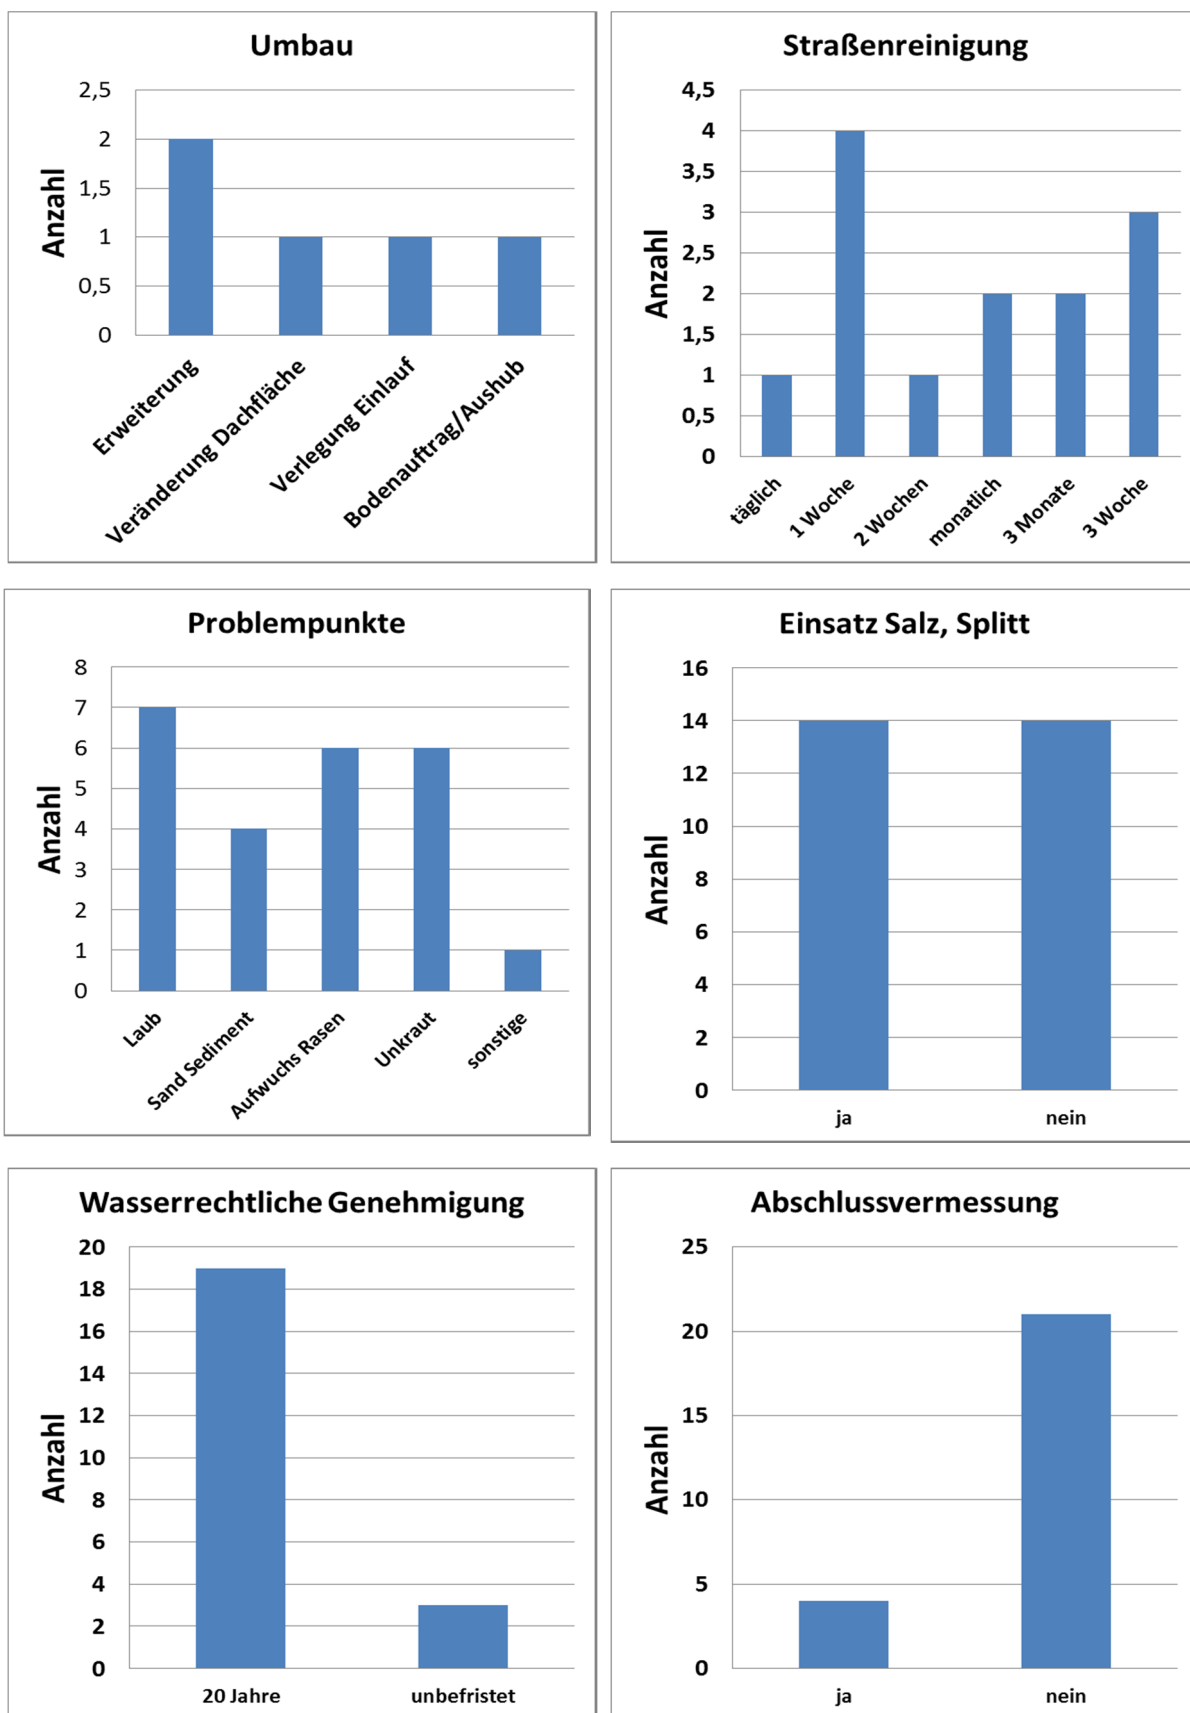 Umbau
2,5
2
1,5
1
0,5
0
Anzahl
Erweiterung
Veränderung Dachfläche
Verlegung Einlauf
Bodenauftrag/Aushub
Straßenreinigung
4,5
4
3,5
3
2,5
2
1,5
1
0,5
0
Anzahl
täglich
1 Woche
2 Wochen
monatlich
3 Monate
3 Woche
Problempunkte
8
7
6
5
4
3
2
1
0
Anzahl
Laub
Sand Sediment
Aufwuchs Rasen
Unkraut
sonstige
Einsatz Salz, Splitt
16
14
12
10
8
6
4
2
0
Anzahl
ja
nein
Wasserrechtliche Genehmigung
20
18
16
14
12
10
8
6
4
2
0
Anzahl
20 Jahre
unbefristet
Abschlussvermessung
25
20
15
10
5
0
Anzahl
ja
nein